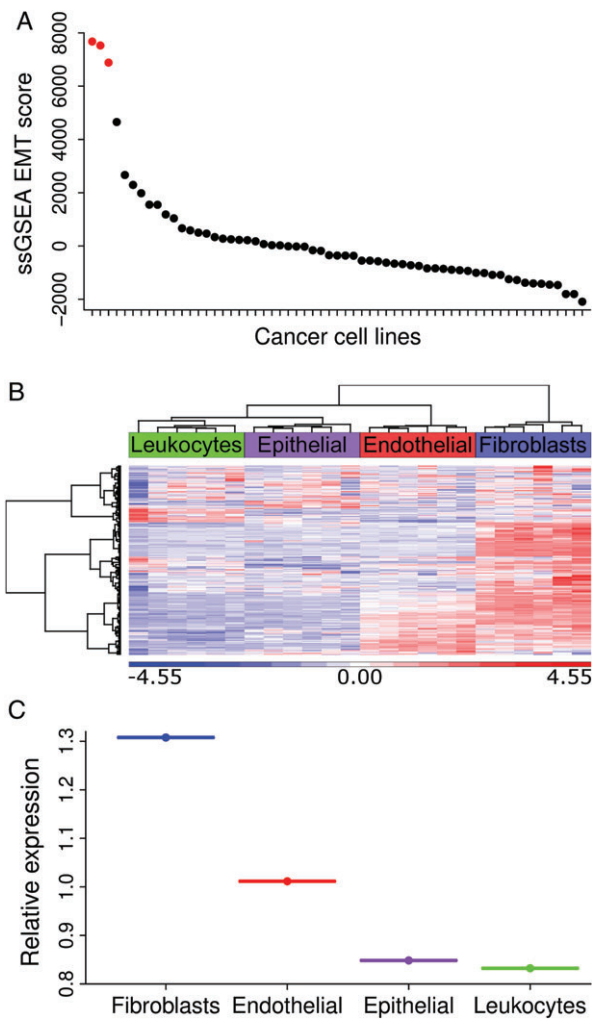 A
ssGSEA EMT score
8000
6000
4000
2000
0
−2000
Cancer cell lines
B
Leukocytes Epithelial Endothelial Fibroblasts
-4.55 0.00 4.55
C
Relative expression
1.3
1.2
1.1
1.0
0.9
0.8
Fibroblasts Endothelial Epithelial Leukocytes